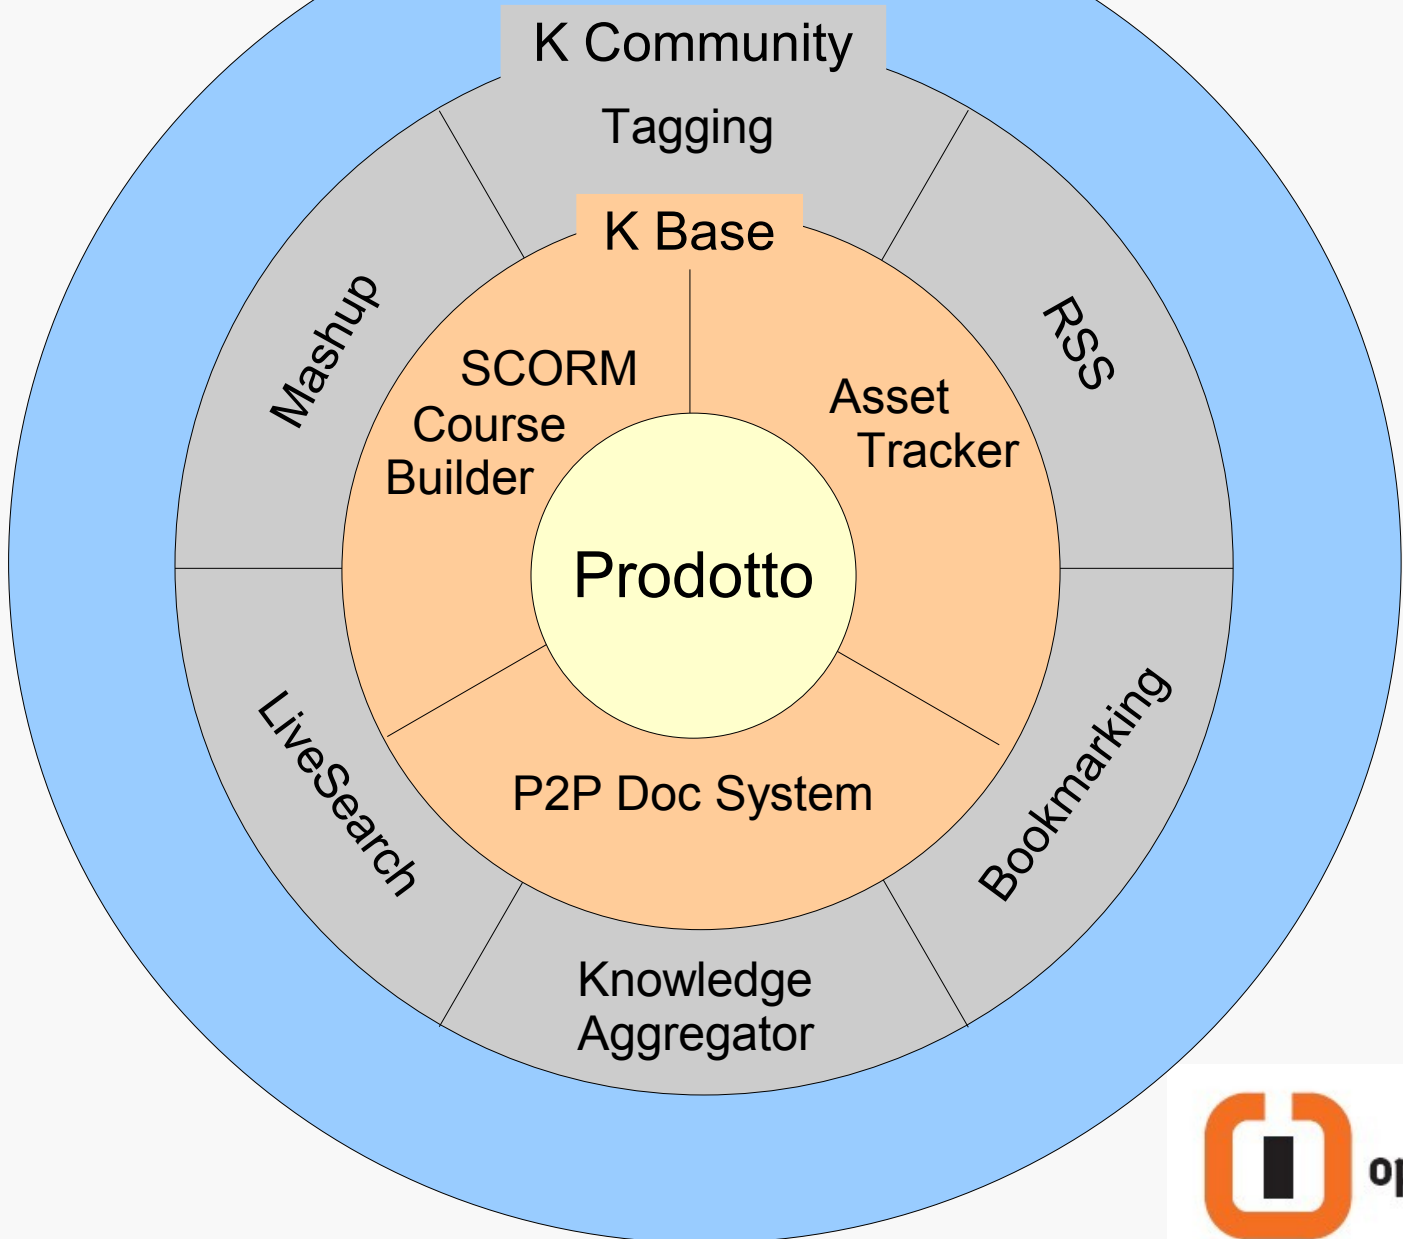 K Community
Tagging
K Base
Mashup
RSS
SCORM
Course
Builder
Asset
Tracker
Prodotto
LiveSearch
P2P Doc System
Bookmarking
Knowledge
Aggregator